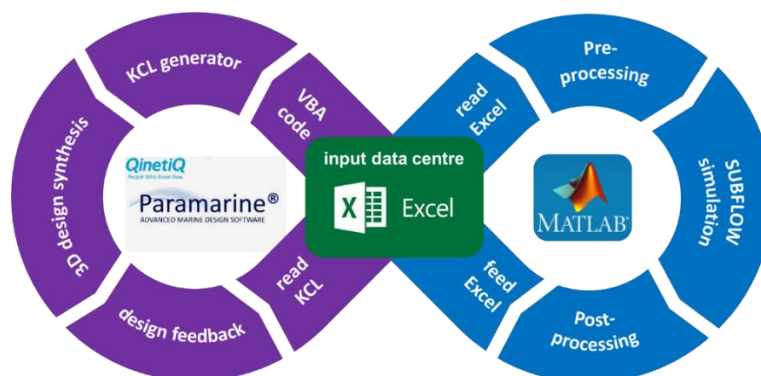 KCL generator
VBA
code
3D design synthesis
QinetiQ
People Who Know How
Paramarine®
ADVANCED MARINE DESIGN SOFTWARE
design feedback
read
KCL
input data centre
X
Excel
read
Excel
Pre-
processing
SUBFLOW
simulation
MATLAB®
feed
Excel
Post-
processing